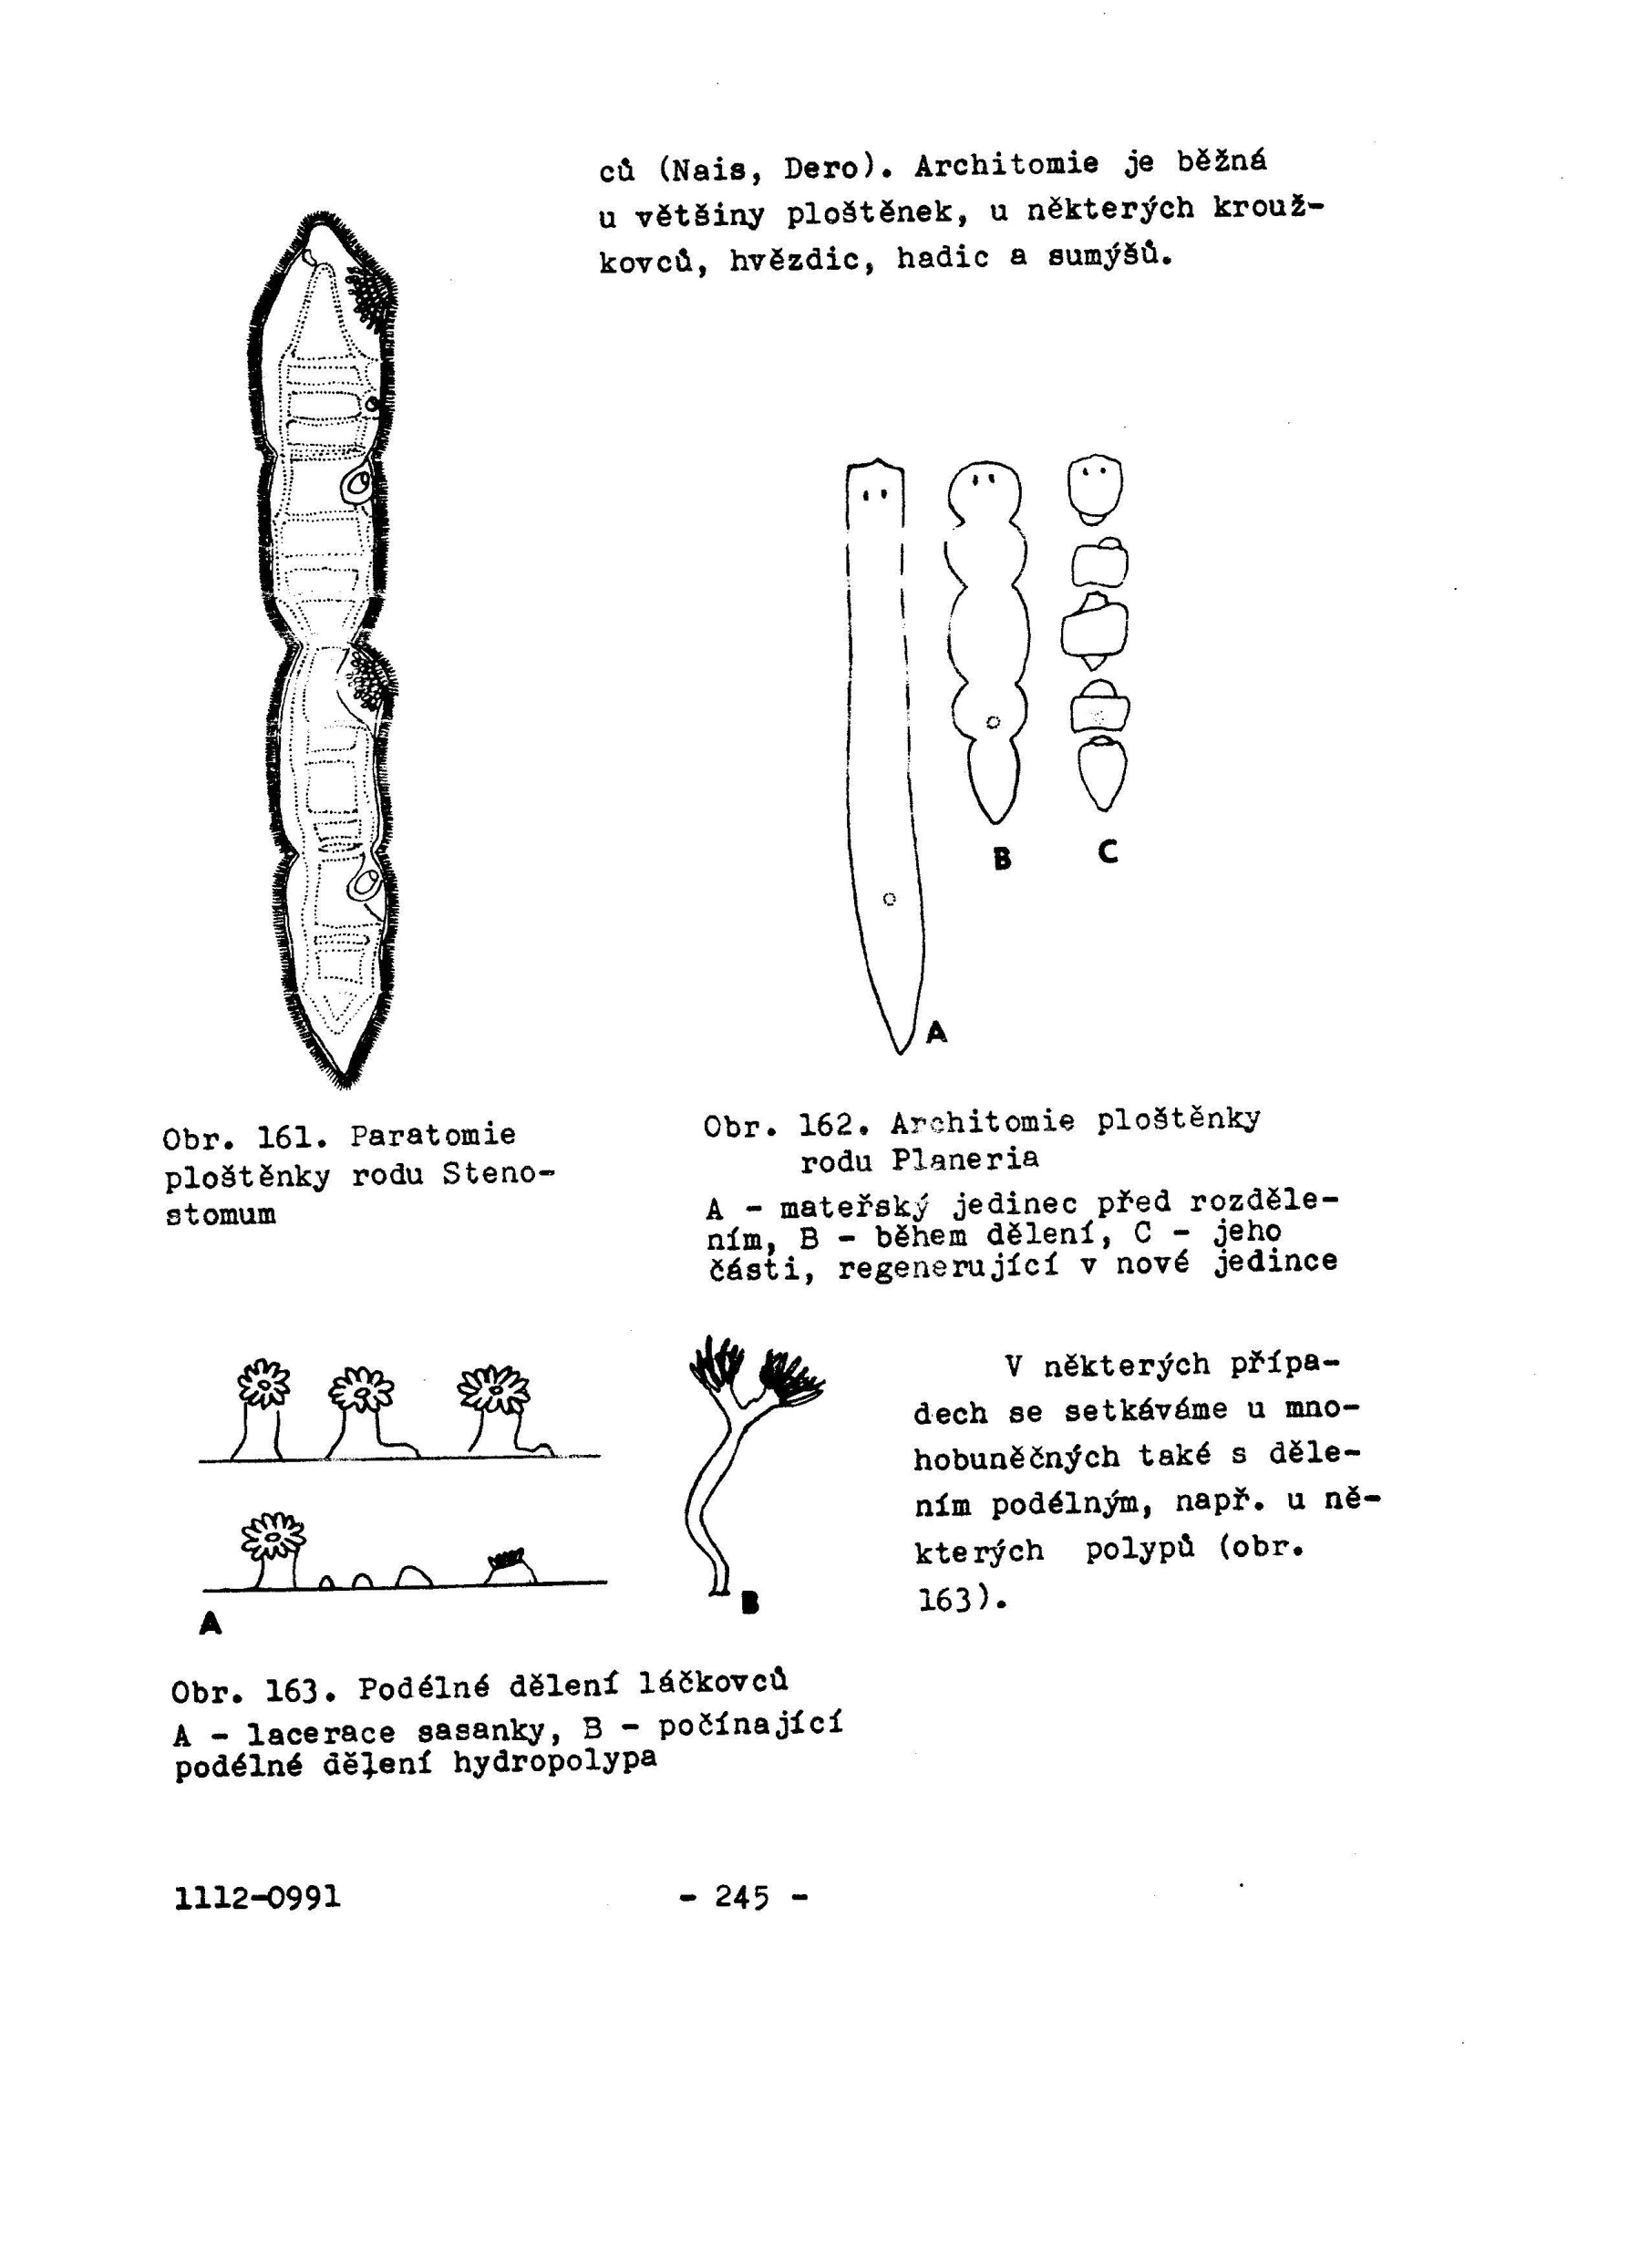 ců (Nais, Dero). Architomie je běžná
u většiny ploštěnek, u některých krouž-
kovců, hvězdic, hadic a sumýšů.
B
C
A
Obr. 161. Paratomie
ploštěnky rodu Steno-
stomum
Obr. 162. Architomie ploštěnky
rodu Planeria
A - mateřský jedinec před rozděle-
ním, B - během dělení, C - jeho
části, regenerující v nové jedince
V některých přípa-
dech se setkáváme u mno-
hobuněčných také s děle-
ním podélným, např. u ně-
kterých polypů (obr.
163).
A
B
Obr. 163. Podélné dělení láčkovců
A - lacerace sasanky, B - počínající
podélné dělení hydropolypa
1112-0991
- 245 -